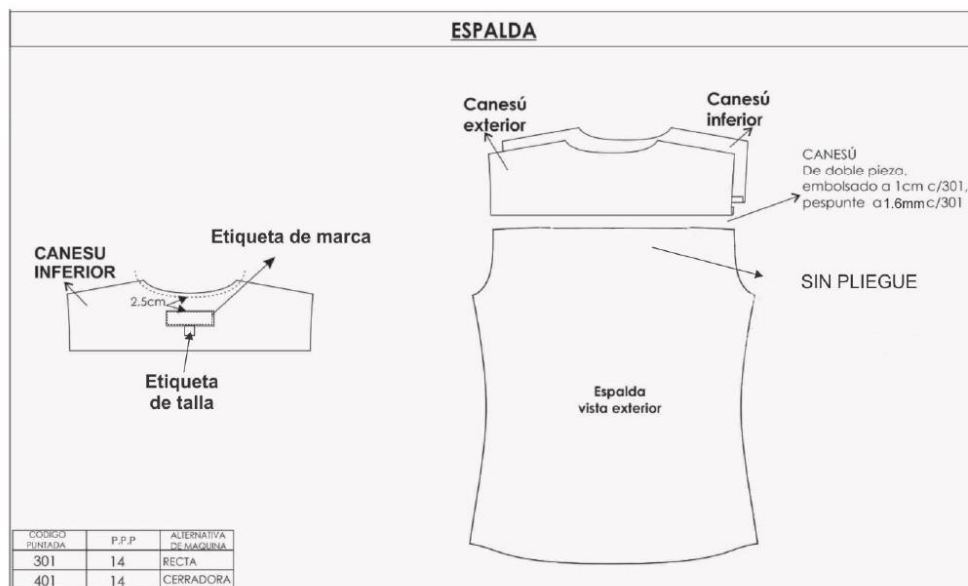 ESPALDA
Canesú
exterior
Canesú
inferior
CANESÚ
De doble pieza,
embolsado a 1cm c/301,
pespunte a 1.6mm c/301
SIN PLIEGUE
Espalda
vista exterior
CANESU
INFERIOR
Etiqueta de marca
2.5cm
Etiqueta
de talla
CODIGO
PUNTADA
P.P.P
ALTERNATIVA
DE MAQUINA
301 14 RECTA
401 14 CERRADORA